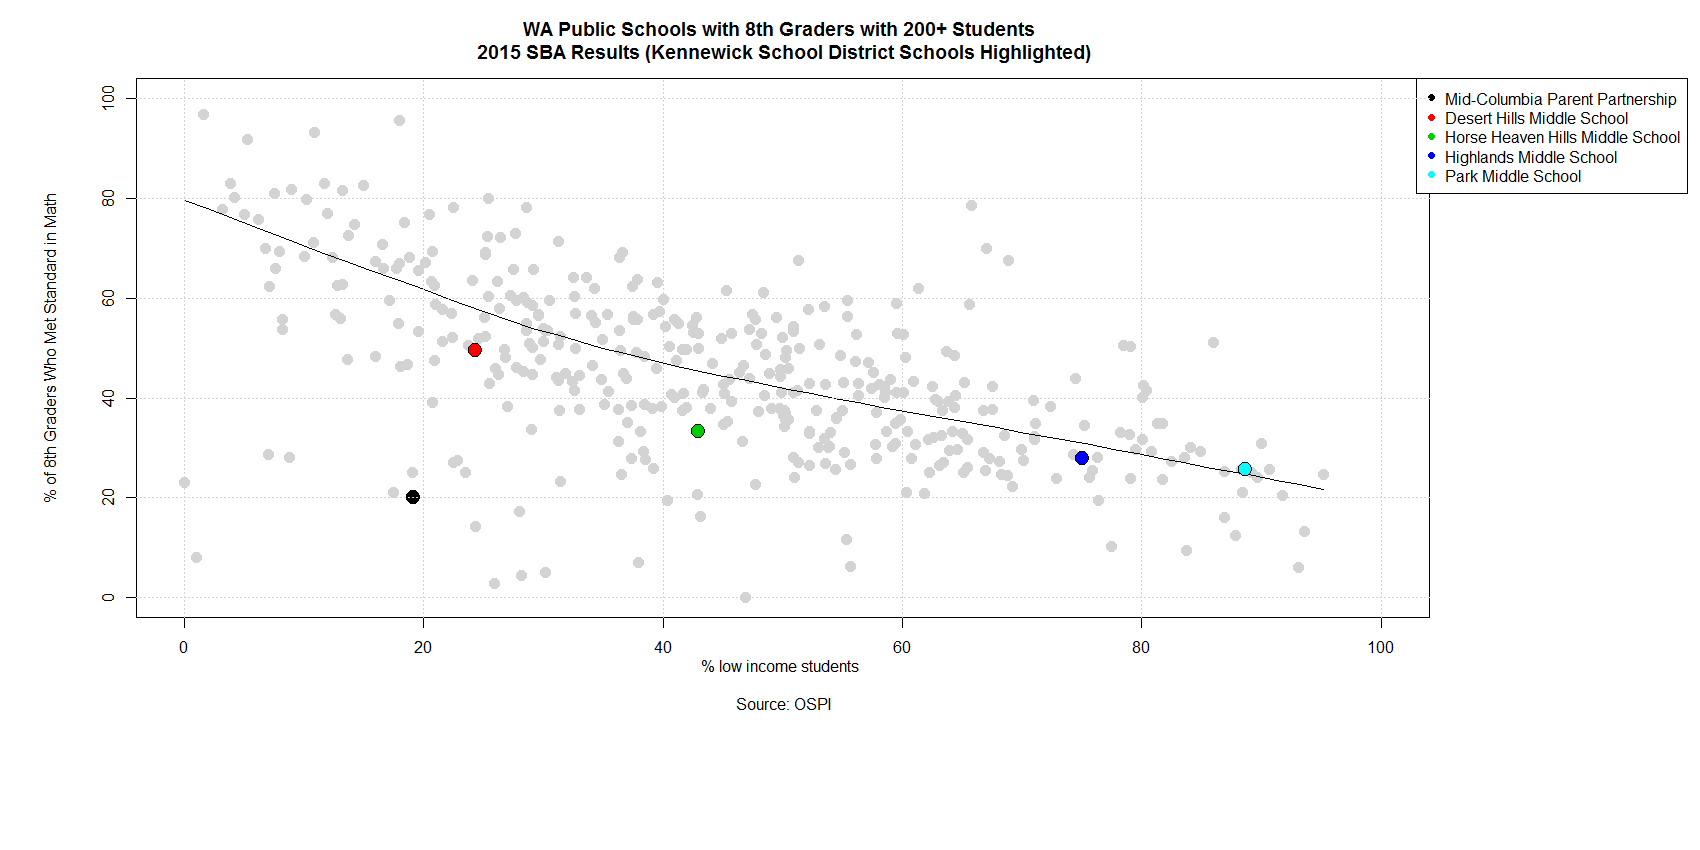 WA Public Schools with 8th Graders with 200+ Students
2015 SBA Results (Kennewick School District Schools Highlighted)
% of 8th Graders Who Met Standard in Math
100
80
60
40
20
0
Mid-Columbia Parent Partnership
Desert Hills Middle School
Horse Heaven Hills Middle School
Highlands Middle School
Park Middle School
0 20 40 60 80 100
% low income students
Source: OSPI